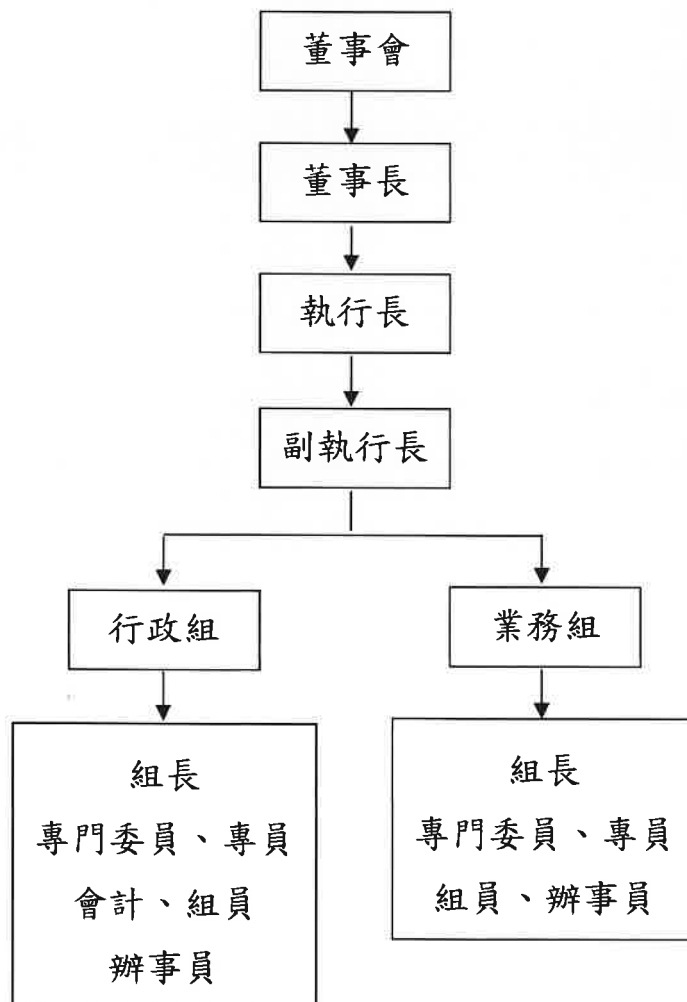 董事會
董事長
執行長
副執行長
行政組
業務組
組長
專門委員、專員
會計、組員
辦事員
組長
專門委員、專員
組員、辦事員